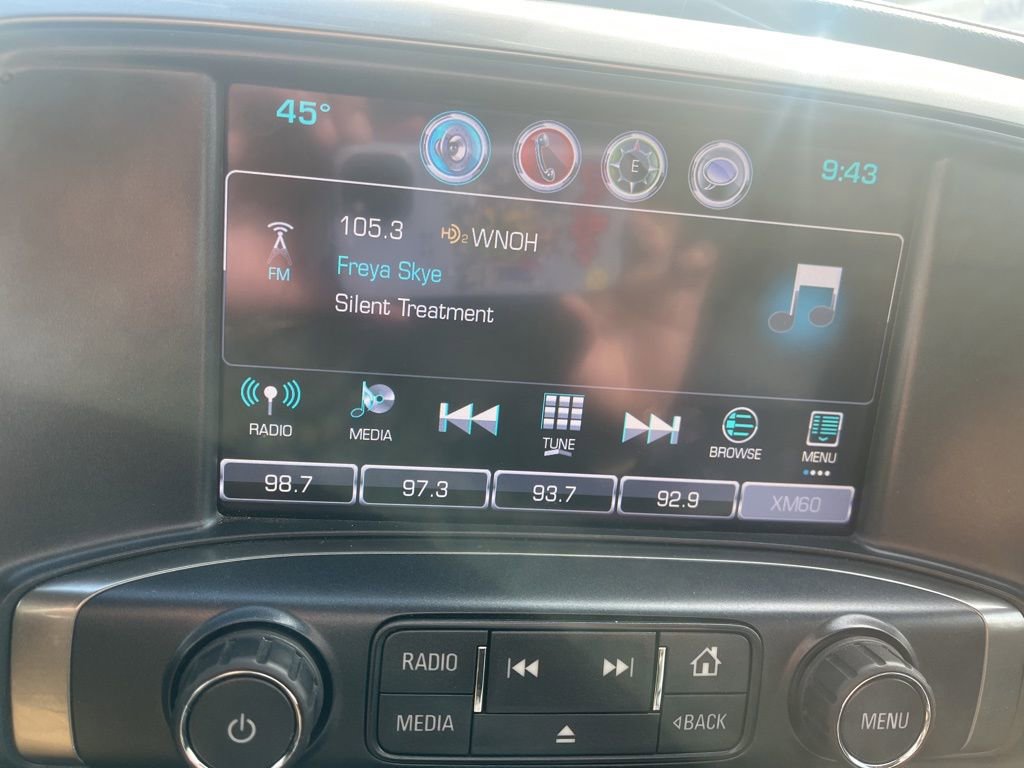 45°
E
9:43
105.3 HD2 WNOH
FM
Freya Skye
Silent Treatment
RADIO
MEDIA
TUNE
BROWSE
MENU
98.7
97.3
93.7
92.9
XM60
RADIO
MEDIA
BACK
MENU